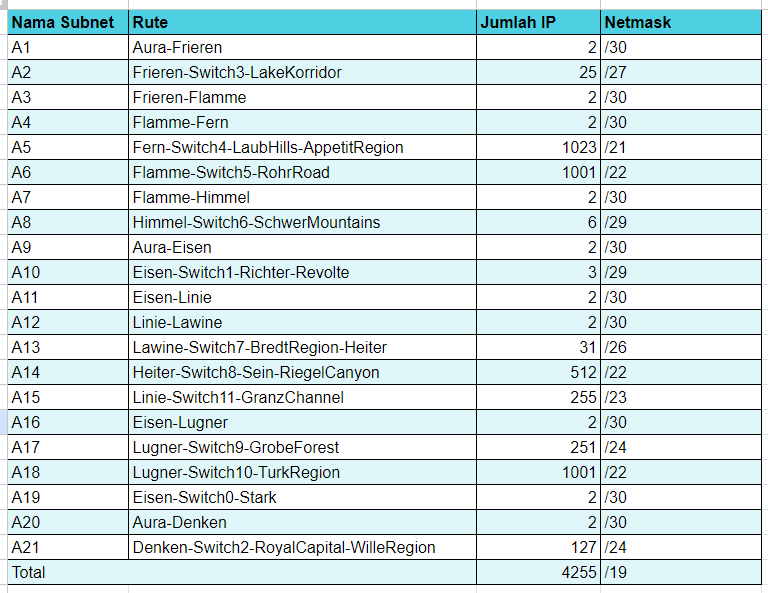 Nama Subnet Rute Jumlah IP Netmask
A1 Aura-Frieren 2 /30
A2 Frieren-Switch3-LakeKorridor 25 /27
A3 Frieren-Flamme 2 /30
A4 Flamme-Fern 2 /30
A5 Fern-Switch4-LaubHills-AppetitRegion 1023 /21
A6 Flamme-Switch5-RohrRoad 1001 /22
A7 Flamme-Himmel 2 /30
A8 Himmel-Switch6-SchwerMountains 6 /29
A9 Aura-Eisen 2 /30
A10 Eisen-Switch1-Richter-Revolte 3 /29
A11 Eisen-Linie 2 /30
A12 Linie-Lawine 2 /30
A13 Lawine-Switch7-BredtRegion-Heiter 31 /26
A14 Heiter-Switch8-Sein-RiegelCanyon 512 /22
A15 Linie-Switch11-GranzChannel 255 /23
A16 Eisen-Lugner 2 /30
A17 Lugner-Switch9-GrobeForest 251 /24
A18 Lugner-Switch10-TurkRegion 1001 /22
A19 Eisen-Switch0-Stark 2 /30
A20 Aura-Denken 2 /30
A21 Denken-Switch2-RoyalCapital-WilleRegion 127 /24
Total 4255 /19